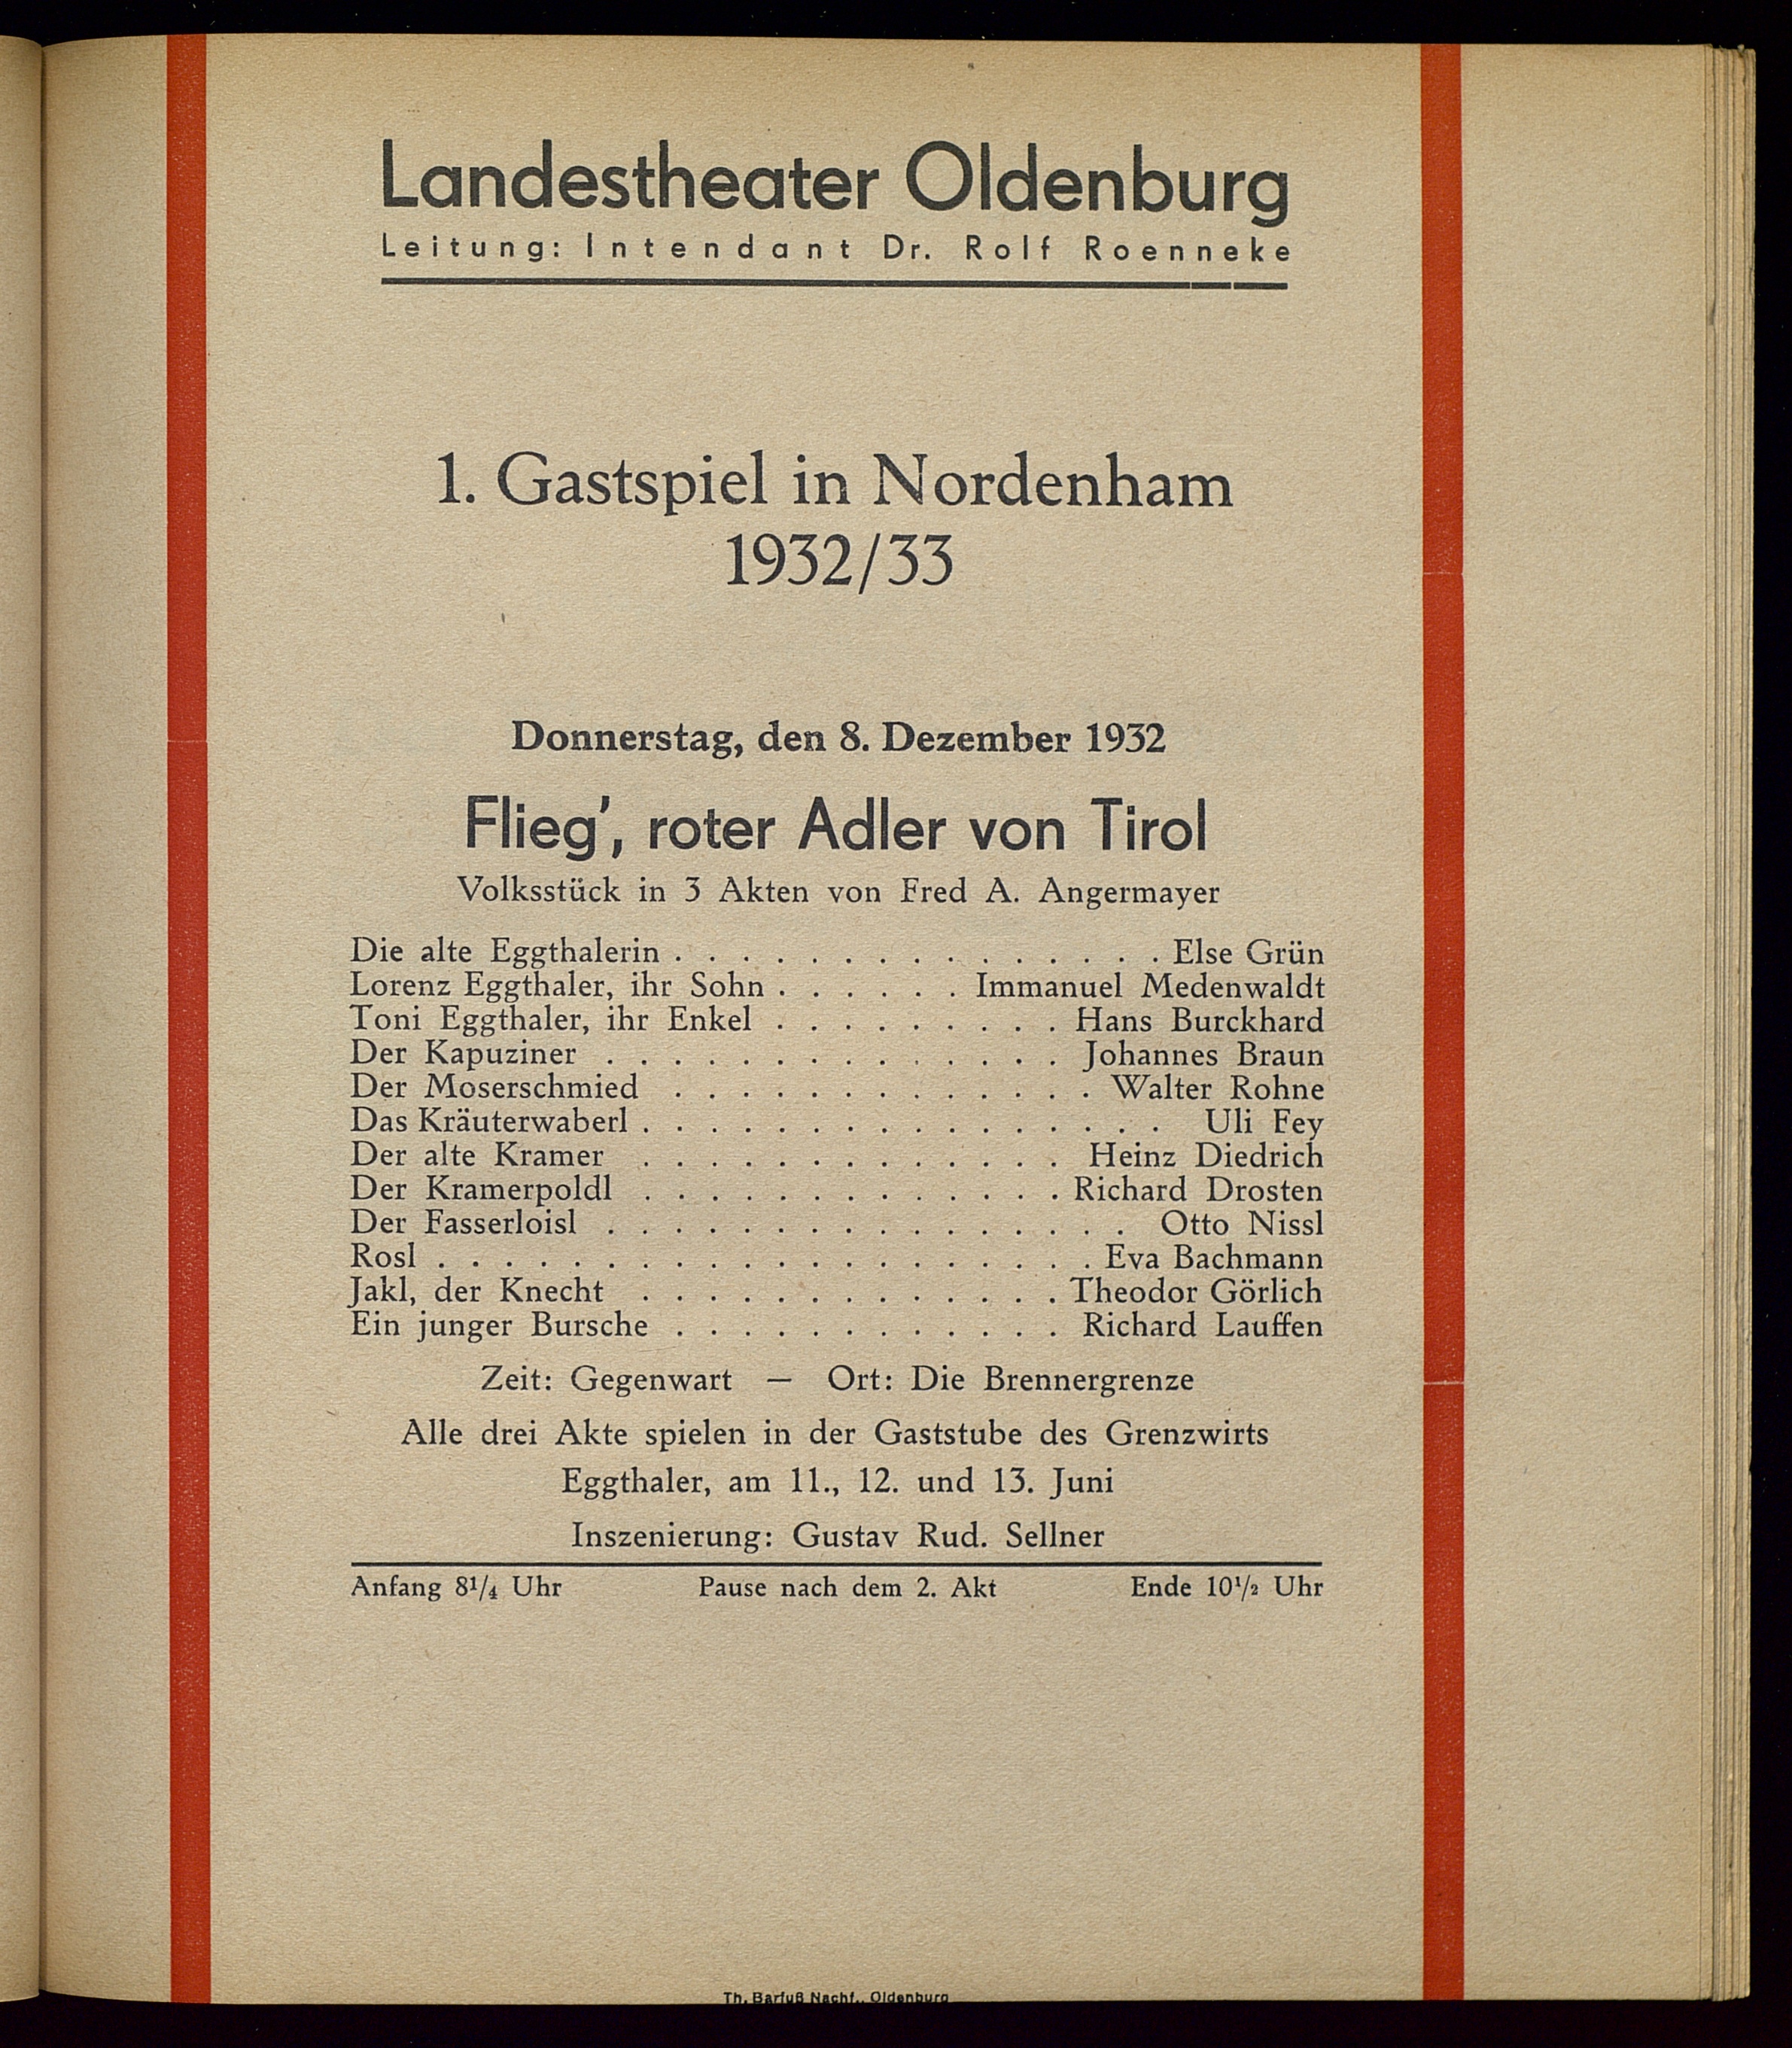 Landestheater Oldenburg
Leitung: Intendant Dr. Rolf Roenneke
1. Gastspiel in Nordenham
1932/33
Donnerstag, den 8. Dezember 1932
Flieg', roter Adler von Tirol
Volksstück in 3 Akten von Fred A. Angermayer
Die alte Eggthalerin . . . . . . . . . . . . . . . Else Grün
Lorenz Eggthaler, ihr Sohn . . . . . . Immanuel Medenwaldt
Toni Eggthaler, ihr Enkel . . . . . . . . . Hans Burckhard
Der Kapuziner . . . . . . . . . . . . . . Johannes Braun
Der Moserschmied . . . . . . . . . . . . . Walter Rohne
Das Kräuterwaberl . . . . . . . . . . . . . . . . Uli Fey
Der alte Kramer . . . . . . . . . . . . . Heinz Diedrich
Der Kramerpoldl . . . . . . . . . . . . . Richard Drosten
Der Fasserloisl . . . . . . . . . . . . . . . . Otto Nissl
Rosl . . . . . . . . . . . . . . . . . . . . Eva Bachmann
Jakl, der Knecht . . . . . . . . . . . . . Theodor Görlich
Ein junger Bursche . . . . . . . . . . . . Richard Lauffen
Zeit: Gegenwart — Ort: Die Brennergrenze
Alle drei Akte spielen in der Gaststube des Grenzwirts
Eggthaler, am 11., 12. und 13. Juni
Inszenierung: Gustav Rud. Sellner
Anfang 8¼ Uhr Pause nach dem 2. Akt Ende 10½ Uhr
Th. Barfuß Nachf., Oldenburg